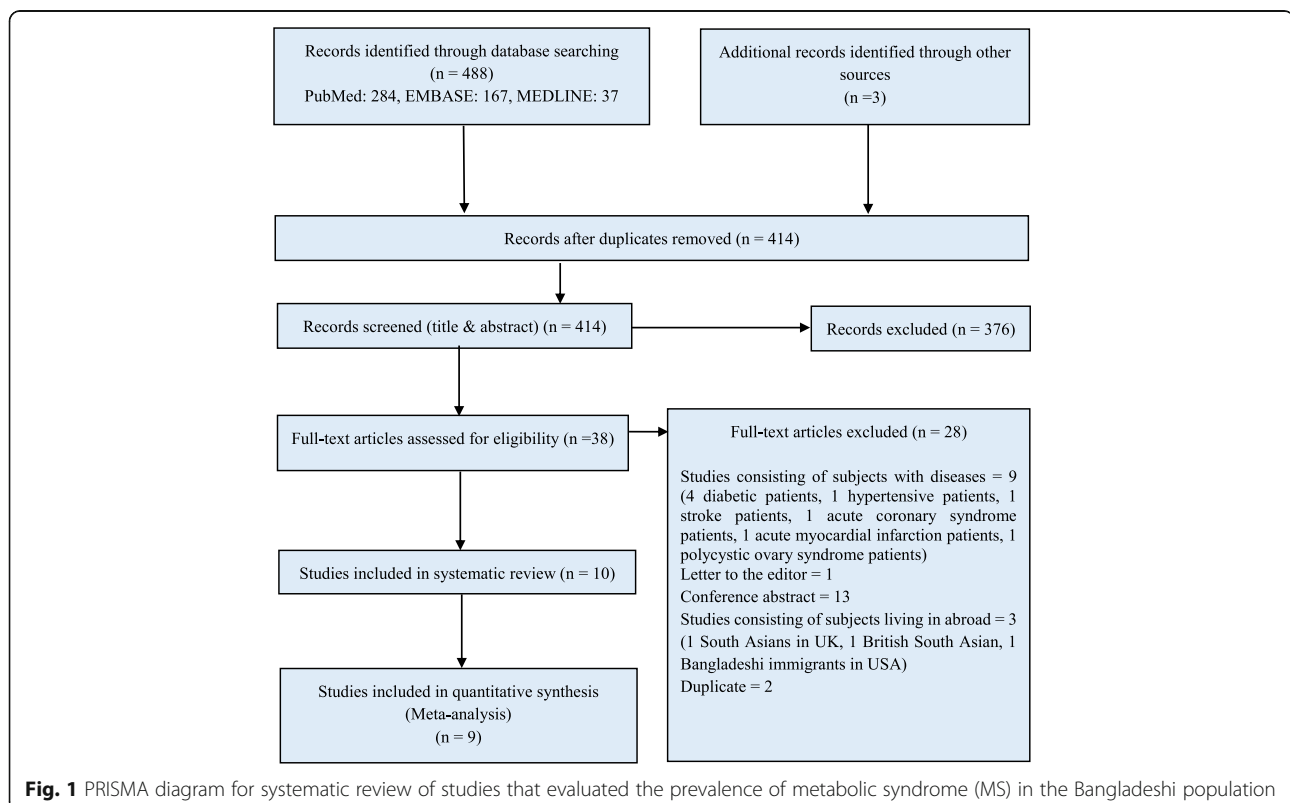 Records identified through database searching
(n = 488)
PubMed: 284, EMBASE: 167, MEDLINE: 37
Additional records identified through other
sources
(n =3)
Records after duplicates removed (n = 414)
Records screened (title & abstract) (n = 414)
Records excluded (n = 376)
Full-text articles assessed for eligibility (n =38)
Full-text articles excluded (n = 28)
Studies consisting of subjects with diseases = 9
(4 diabetic patients, 1 hypertensive patients, 1
stroke patients, 1 acute coronary syndrome
patients, 1 acute myocardial infarction patients, 1
polycystic ovary syndrome patients)
Letter to the editor = 1
Conference abstract = 13
Studies consisting of subjects living in abroad = 3
(1 South Asians in UK, 1 British South Asian, 1
Bangladeshi immigrants in USA)
Duplicate = 2
Studies included in systematic review (n = 10)
Studies included in quantitative synthesis
(Meta-analysis)
(n = 9)
Fig. 1 PRISMA diagram for systematic review of studies that evaluated the prevalence of metabolic syndrome (MS) in the Bangladeshi population